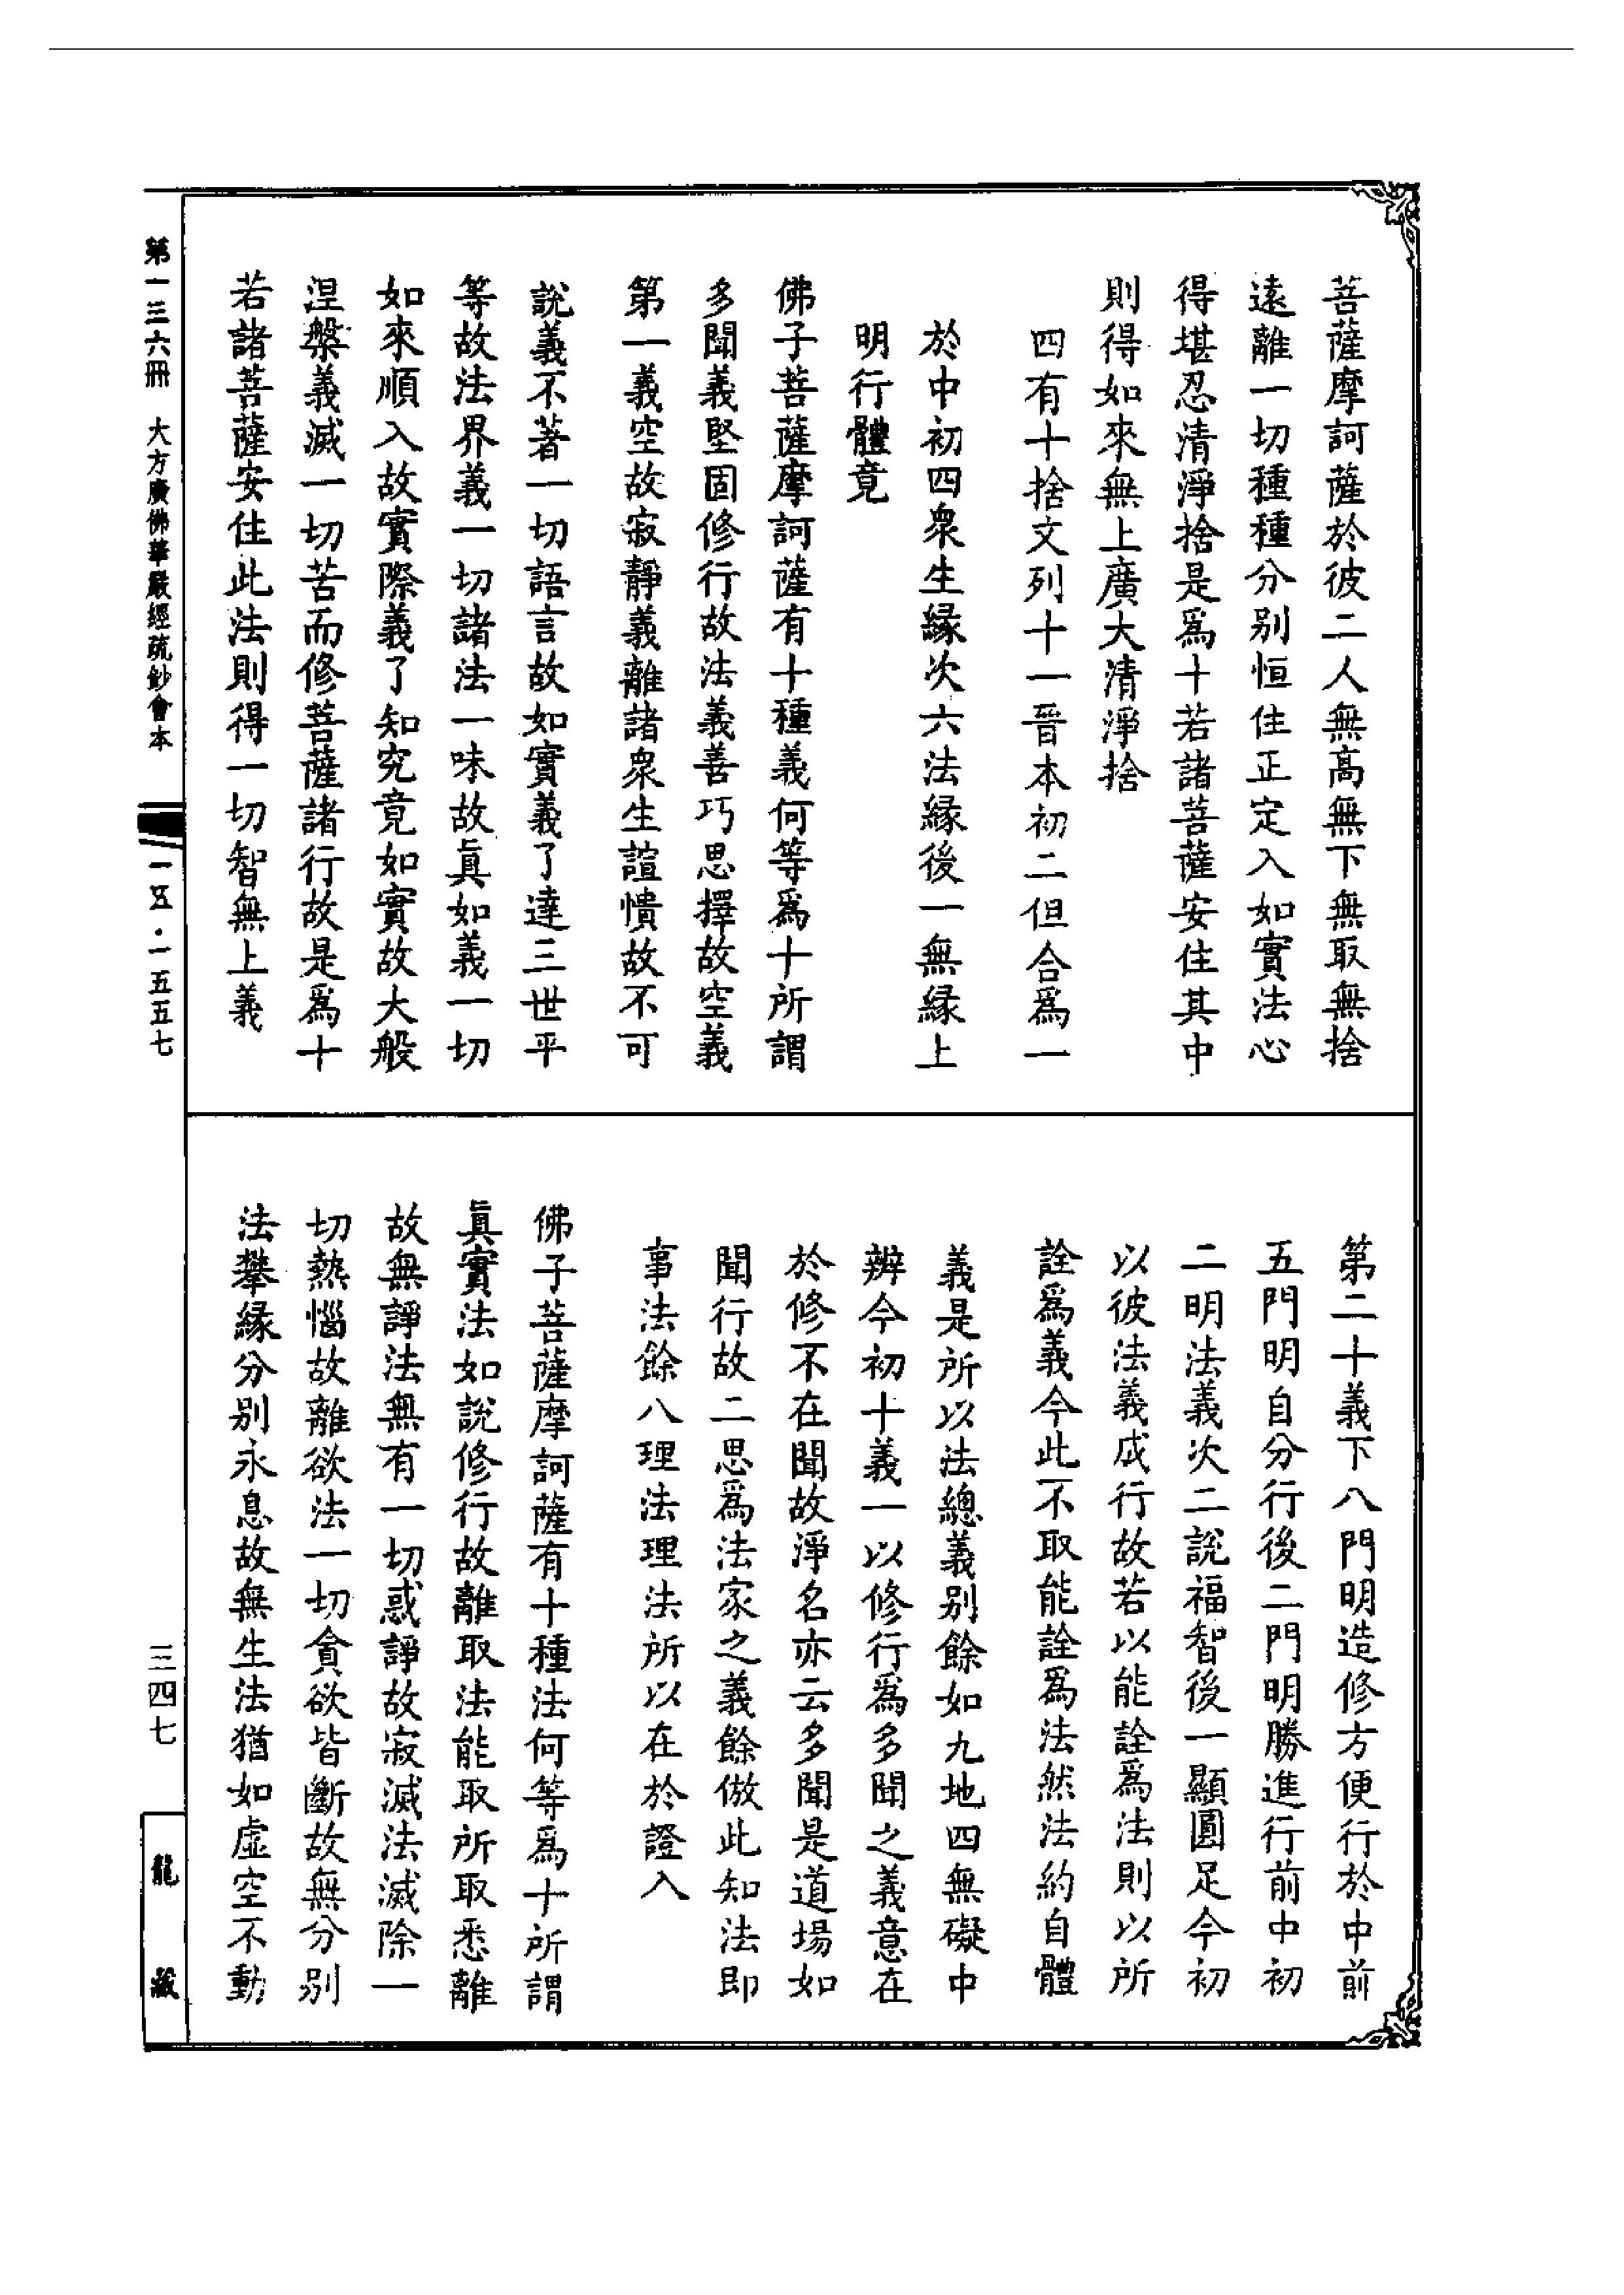 菩薩摩訶薩於彼二人無高無下無取無捨
遠離一切種種分别恒住正定入如實法心
得堪忍清淨捨是爲十若諸菩薩安住其中
則得如來無上廣大清淨捨
四有十捨文列十一晉本初二但合爲一
於中初四衆生緣次六法緣後一無緣上
明行體竟
佛子菩薩摩訶薩有十種義何等爲十所謂
多聞義堅固修行故法義善巧思擇故空義
第一義空故寂靜義離諸衆生諠憒故不可
說義不著一切語言故如實義了達三世平
等故法界義一切諸法一味故眞如義一切
如來順入故實際義了知究竟如實故大般
涅槃義滅一切苦而修菩薩諸行故是爲十
若諸菩薩安住此法則得一切智無上義
第二十義下八門明造修方便行於中前
五門明自分行後二門明勝進行前中初
二明法義次二說福智後一顯圓足今初
以彼法義成行故若以能詮爲法則以所
詮爲義今此不取能詮爲法然法約自體
義是所以法總義别餘如九地四無礙中
辨今初十義一以修行爲多聞之義意在
於修不在聞故淨名亦云多聞是道場如
聞行故二思爲法家之義餘倣此知法即
事法餘八理法理法所以在於證入
佛子菩薩摩訶薩有十種法何等爲十所謂
眞實法如說修行故離取法能取所取悉離
故無諍法無有一切惑諍故寂滅法滅除一
切熱惱故離欲法一切貪欲皆斷故無分别
法攀緣分别永息故無生法猶如虛空不動
第一三六冊 大方廣佛華嚴經疏鈔會本
一五·一五五七
三四七
龍藏